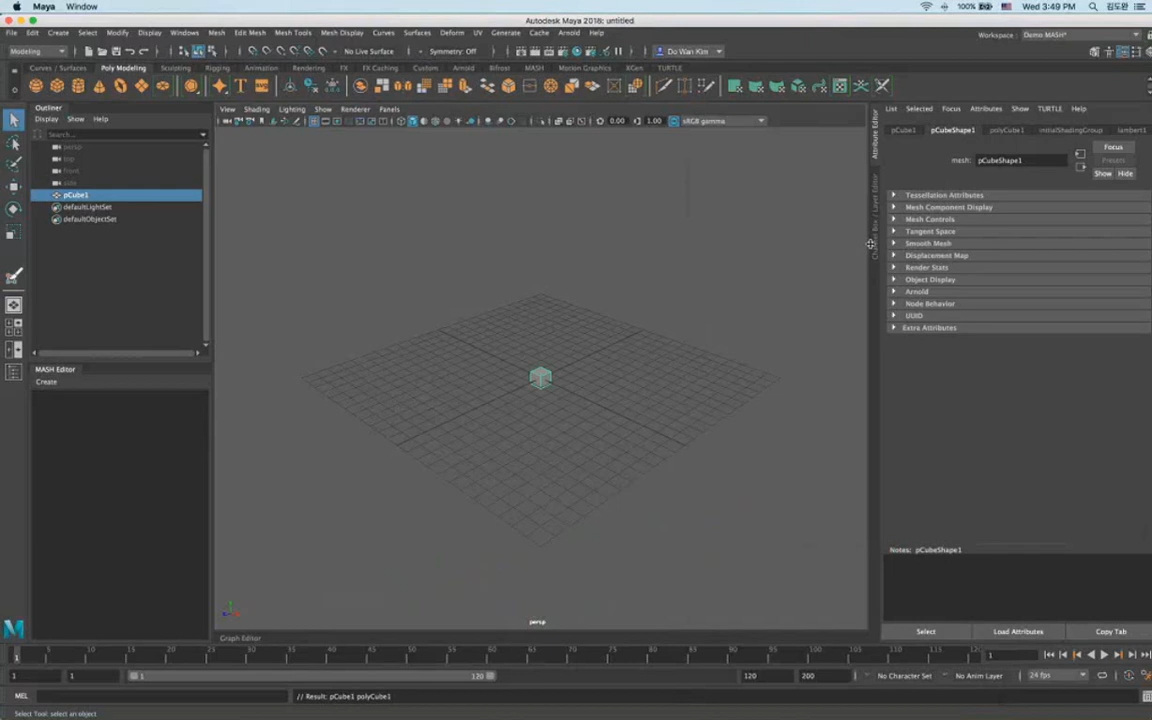 Maya Window 100% Wed 3:49 PM 김도완
Autodesk Maya 2018: untitled
File Edit Create Select Modify Display Windows Mesh Edit Mesh Mesh Tools Mesh Display Curves Surfaces Deform UV Generate Cache Arnold Help Workspace: Demo MASH*
Modeling No Live Surface Symmetry: Off Do Wan Kim
Curves / Surfaces Poly Modeling Sculpting Rigging Animation Rendering FX FX Caching Custom Arnold Bifrost MASH Motion Graphics XGen TURTLE
Outliner
Display Show Help
Search...
persp
top
front
side
pCube1
defaultLightSet
defaultObjectSet
MASH Editor
Create
View Shading Lighting Show Renderer Panels
0.00 1.00 sRGB gamma
persp
Graph Editor
Attribute Editor
Channel Box / Layer Editor
List Selected Focus Attributes Show TURTLE Help
pCube1 pCubeShape1 polyCube1 initialShadingGroup lambert1
mesh: pCubeShape1
Focus
Presets
Show Hide
Tessellation Attributes
Mesh Component Display
Mesh Controls
Tangent Space
Smooth Mesh
Displacement Map
Render Stats
Object Display
Arnold
Node Behavior
UUID
Extra Attributes
Notes: pCubeShape1
Select Load Attributes Copy Tab
1 5 10 15 20 25 30 35 40 45 50 55 60 65 70 75 80 85 90 95 100 105 110 115 12 1
1 1 1 120 120 200 No Character Set No Anim Layer 24 fps
MEL // Result: pCube1 polyCube1
Select Tool: select an object